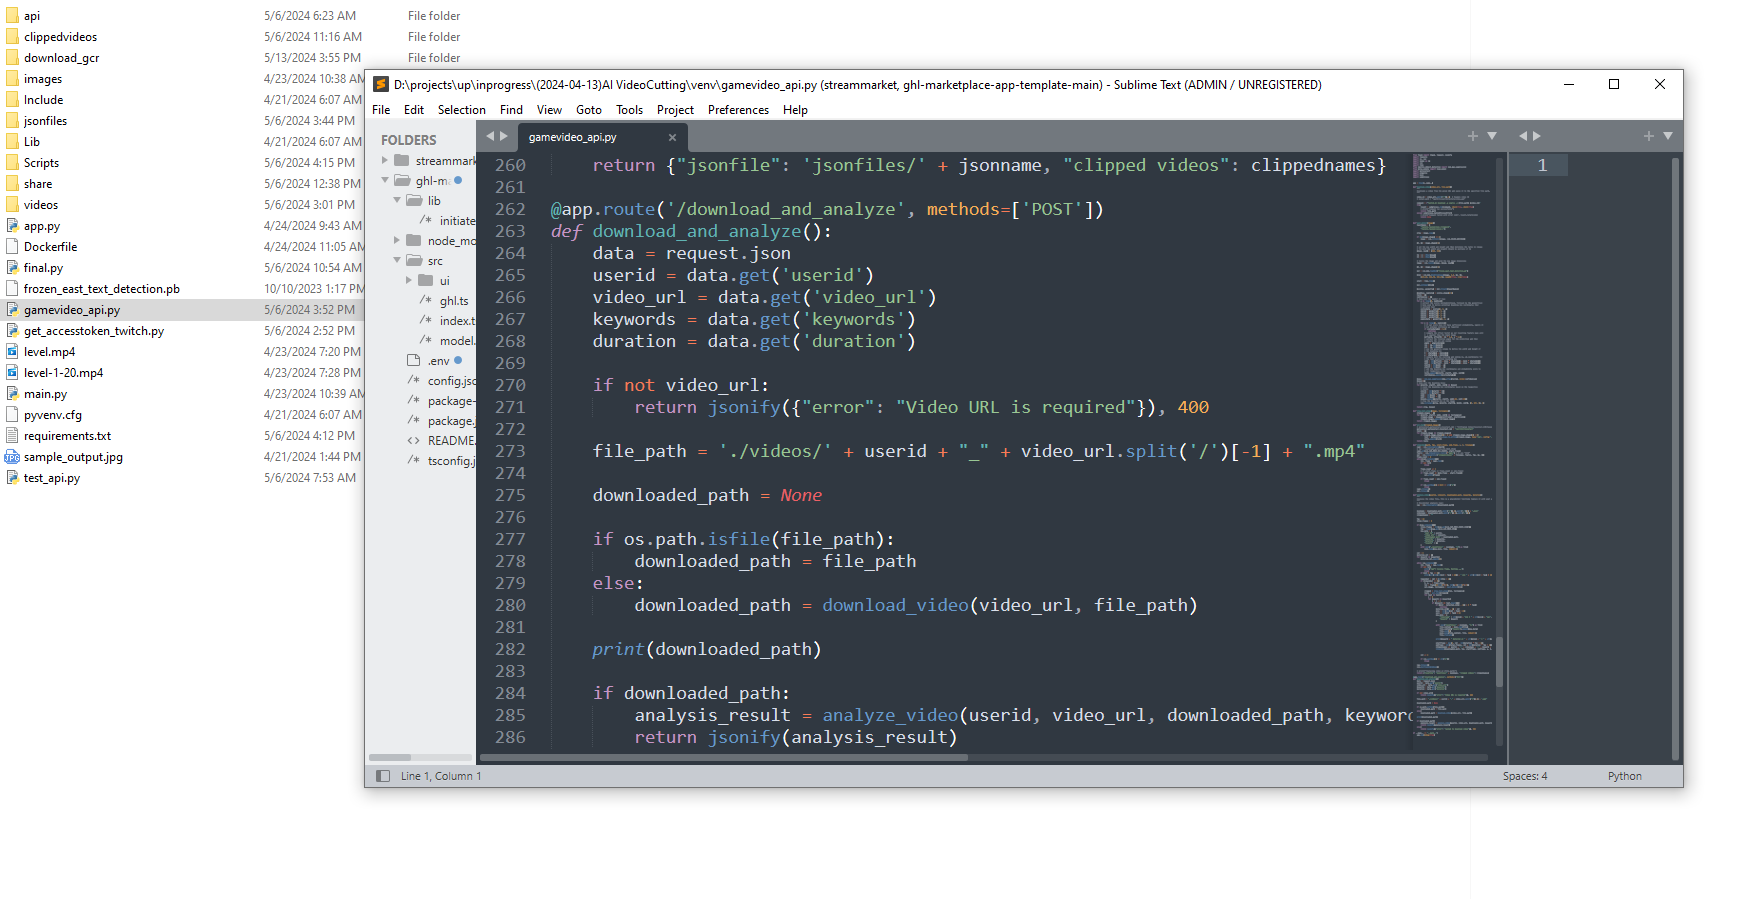 api 5/6/2024 6:23 AM File folder
clippedvideos 5/6/2024 11:16 AM File folder
download_gcr 5/13/2024 3:55 PM File folder
images 4/23/2024 10:38 AM
Include 4/21/2024 6:07 AM
jsonfiles 5/6/2024 3:44 PM
Lib 4/21/2024 6:07 AM
Scripts 5/6/2024 4:15 PM
share 5/6/2024 12:38 PM
videos 5/6/2024 3:01 PM
app.py 4/24/2024 9:43 AM
Dockerfile 4/24/2024 11:05 AM
final.py 5/6/2024 10:54 AM
frozen_east_text_detection.pb 10/10/2023 1:17 PM
gamevideo_api.py 5/6/2024 3:52 PM
get_accesstoken_twitch.py 5/6/2024 2:52 PM
level.mp4 4/23/2024 7:20 PM
level-1-20.mp4 4/23/2024 7:28 PM
main.py 4/23/2024 10:39 AM
pyvenv.cfg 4/21/2024 6:07 AM
requirements.txt 5/6/2024 4:12 PM
sample_output.jpg 4/21/2024 1:44 PM
test_api.py 5/6/2024 7:53 AM
D:\projects\up\inprogress\(2024-04-13)AI VideoCutting\venv\gamevideo_api.py (streammarket, ghl-marketplace-app-template-main) - Sublime Text (ADMIN / UNREGISTERED)
File Edit Selection Find View Goto Tools Project Preferences Help
FOLDERS
streammark
ghl-ma
lib
/* initiate
node_mo
src
ui
/* ghl.ts
/* index.t
/* model.
.env
/* config.jsc
/* package-
/* package.j
<> README.
/* tsconfig.j
gamevideo_api.py
260 return {"jsonfile": 'jsonfiles/' + jsonname, "clipped videos": clippednames}
261
262 @app.route('/download_and_analyze', methods=['POST'])
263 def download_and_analyze():
264 data = request.json
265 userid = data.get('userid')
266 video_url = data.get('video_url')
267 keywords = data.get('keywords')
268 duration = data.get('duration')
269
270 if not video_url:
271 return jsonify({"error": "Video URL is required"}), 400
272
273 file_path = './videos/' + userid + "_" + video_url.split('/')[-1] + ".mp4"
274
275 downloaded_path = None
276
277 if os.path.isfile(file_path):
278 downloaded_path = file_path
279 else:
280 downloaded_path = download_video(video_url, file_path)
281
282 print(downloaded_path)
283
284 if downloaded_path:
285 analysis_result = analyze_video(userid, video_url, downloaded_path, keyword
286 return jsonify(analysis_result)
1
Line 1, Column 1
Spaces: 4
Python